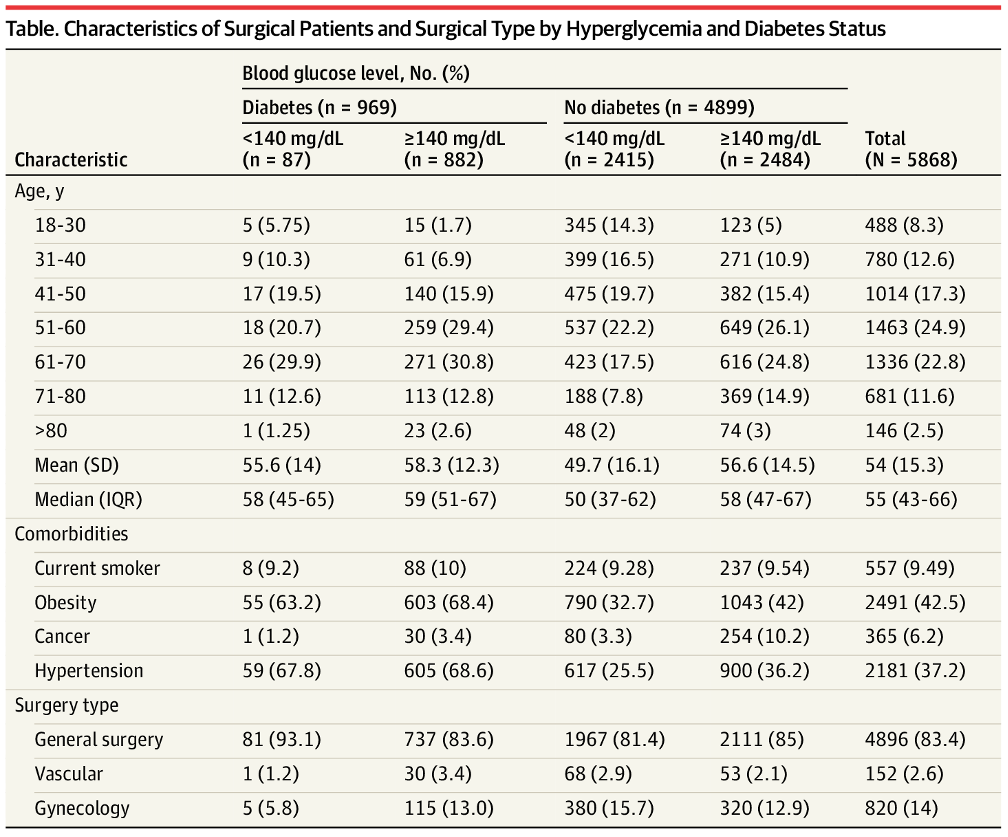 Table. Characteristics of Surgical Patients and Surgical Type by Hyperglycemia and Diabetes Status
Blood glucose level, No. (%)
Diabetes (n = 969) No diabetes (n = 4899)
Characteristic <140 mg/dL (n = 87) ≥140 mg/dL (n = 882) <140 mg/dL (n = 2415) ≥140 mg/dL (n = 2484) Total (N = 5868)
Age, y
18-30 5 (5.75) 15 (1.7) 345 (14.3) 123 (5) 488 (8.3)
31-40 9 (10.3) 61 (6.9) 399 (16.5) 271 (10.9) 780 (12.6)
41-50 17 (19.5) 140 (15.9) 475 (19.7) 382 (15.4) 1014 (17.3)
51-60 18 (20.7) 259 (29.4) 537 (22.2) 649 (26.1) 1463 (24.9)
61-70 26 (29.9) 271 (30.8) 423 (17.5) 616 (24.8) 1336 (22.8)
71-80 11 (12.6) 113 (12.8) 188 (7.8) 369 (14.9) 681 (11.6)
>80 1 (1.25) 23 (2.6) 48 (2) 74 (3) 146 (2.5)
Mean (SD) 55.6 (14) 58.3 (12.3) 49.7 (16.1) 56.6 (14.5) 54 (15.3)
Median (IQR) 58 (45-65) 59 (51-67) 50 (37-62) 58 (47-67) 55 (43-66)
Comorbidities
Current smoker 8 (9.2) 88 (10) 224 (9.28) 237 (9.54) 557 (9.49)
Obesity 55 (63.2) 603 (68.4) 790 (32.7) 1043 (42) 2491 (42.5)
Cancer 1 (1.2) 30 (3.4) 80 (3.3) 254 (10.2) 365 (6.2)
Hypertension 59 (67.8) 605 (68.6) 617 (25.5) 900 (36.2) 2181 (37.2)
Surgery type
General surgery 81 (93.1) 737 (83.6) 1967 (81.4) 2111 (85) 4896 (83.4)
Vascular 1 (1.2) 30 (3.4) 68 (2.9) 53 (2.1) 152 (2.6)
Gynecology 5 (5.8) 115 (13.0) 380 (15.7) 320 (12.9) 820 (14)